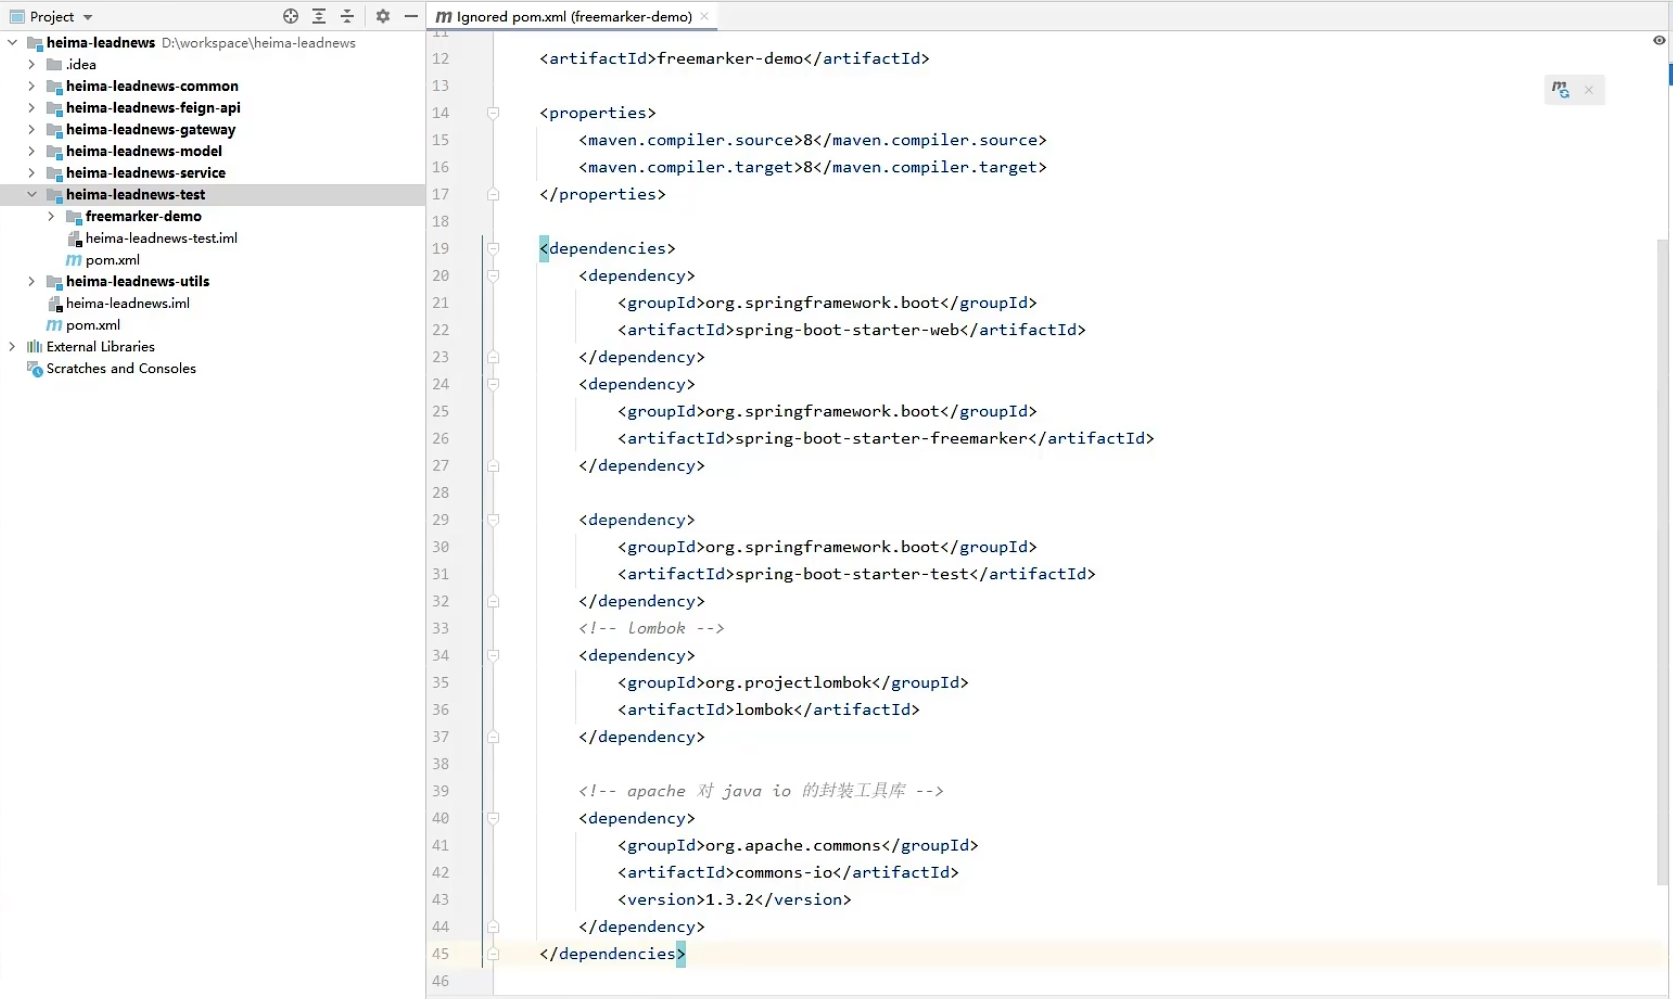 Project
heima-leadnews D:\workspace\heima-leadnews
.idea
heima-leadnews-common
heima-leadnews-feign-api
heima-leadnews-gateway
heima-leadnews-model
heima-leadnews-service
heima-leadnews-test
freemarker-demo
heima-leadnews-test.iml
pom.xml
heima-leadnews-utils
heima-leadnews.iml
pom.xml
External Libraries
Scratches and Consoles
Ignored pom.xml (freemarker-demo)
11
12 <artifactId>freemarker-demo</artifactId>
13
14 <properties>
15 <maven.compiler.source>8</maven.compiler.source>
16 <maven.compiler.target>8</maven.compiler.target>
17 </properties>
18
19 <dependencies>
20 <dependency>
21 <groupId>org.springframework.boot</groupId>
22 <artifactId>spring-boot-starter-web</artifactId>
23 </dependency>
24 <dependency>
25 <groupId>org.springframework.boot</groupId>
26 <artifactId>spring-boot-starter-freemarker</artifactId>
27 </dependency>
28
29 <dependency>
30 <groupId>org.springframework.boot</groupId>
31 <artifactId>spring-boot-starter-test</artifactId>
32 </dependency>
33 <!-- lombok -->
34 <dependency>
35 <groupId>org.projectlombok</groupId>
36 <artifactId>lombok</artifactId>
37 </dependency>
38
39 <!-- apache 对 java io 的封装工具库 -->
40 <dependency>
41 <groupId>org.apache.commons</groupId>
42 <artifactId>commons-io</artifactId>
43 <version>1.3.2</version>
44 </dependency>
45 </dependencies>
46